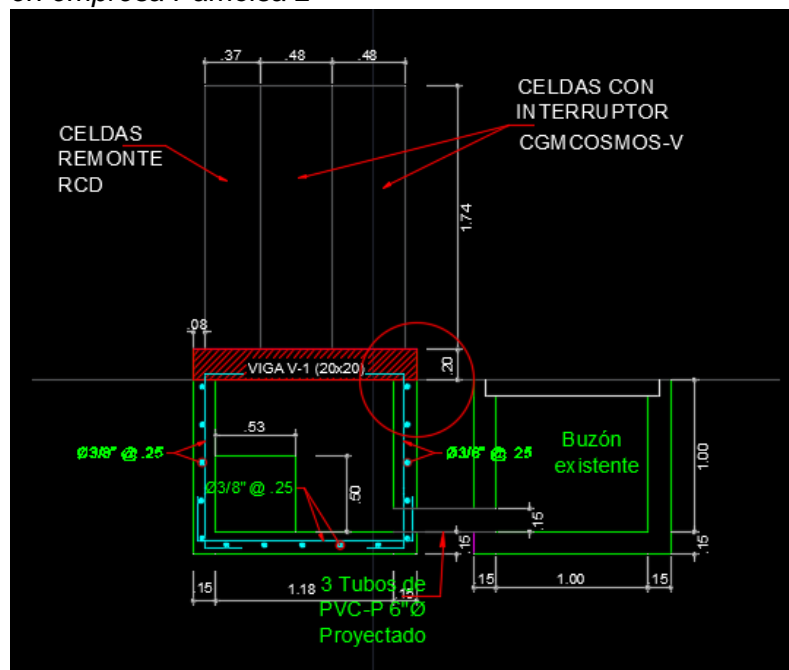 .37 .48 .48
CELDAS CON
INTERRUPTOR
CGMCOSMOS-V
CELDAS
REMONTE
RCD
1.74
.08
VIGA V-1 (20x20)
.20
.53
Ø3/8" @ .25
Ø3/8" @ .25
.50
Ø3/8" @ 25
Buzón
existente
1.00
.15
.15
.15
.15
1.18
.15
.15
1.00
.15
3 Tubos de
PVC-P 6"Ø
Proyectado